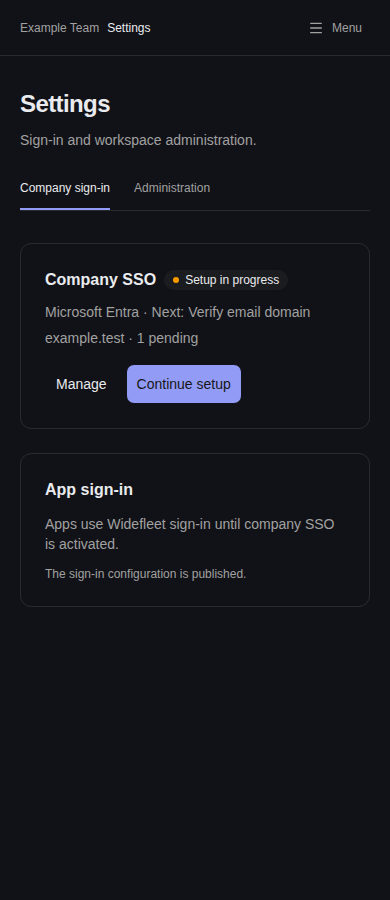 Example Team Settings
Menu
Settings
Sign-in and workspace administration.
Company sign-in
Administration
Company SSO
Setup in progress
Microsoft Entra · Next: Verify email domain
example.test · 1 pending
Manage
Continue setup
App sign-in
Apps use Widefleet sign-in until company SSO
is activated.
The sign-in configuration is published.